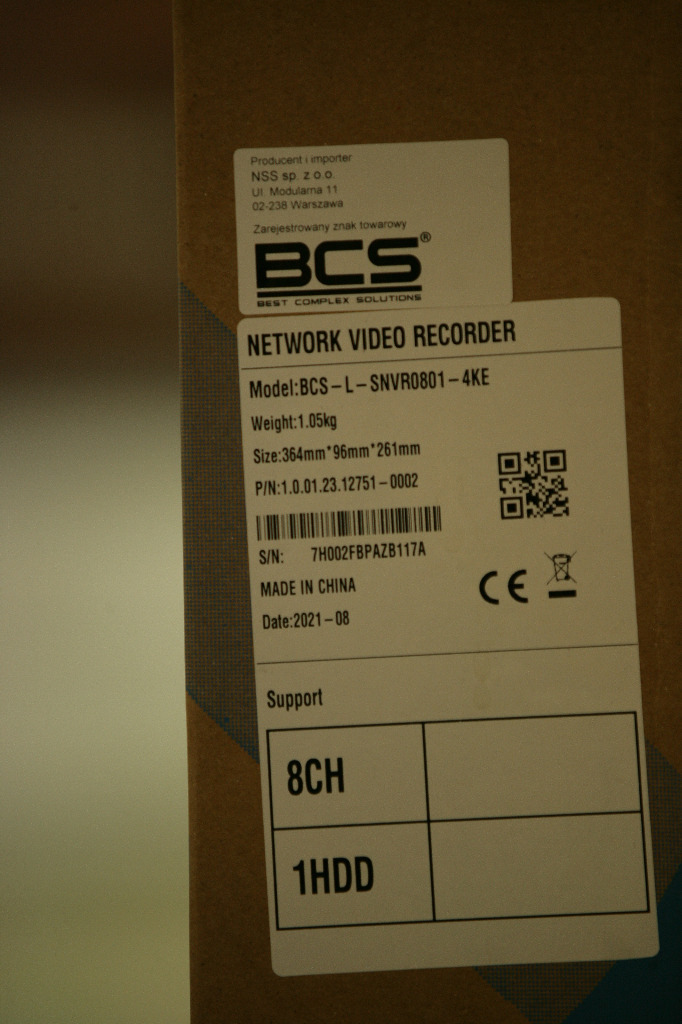 Producent i importer
NSS sp. z o.o.
Ul. Modularna 11
02-238 Warszawa
Zarejestrowany znak towarowy
BCS®
BEST COMPLEX SOLUTIONS
NETWORK VIDEO RECORDER
Model:BCS-L-SNVR0801-4KE
Weight:1.05kg
Size:364mm*96mm*261mm
P/N:1.0.01.23.12751-0002
S/N: 7H002FBPAZB117A
MADE IN CHINA
CE
Date:2021-08
Support
8CH
1HDD